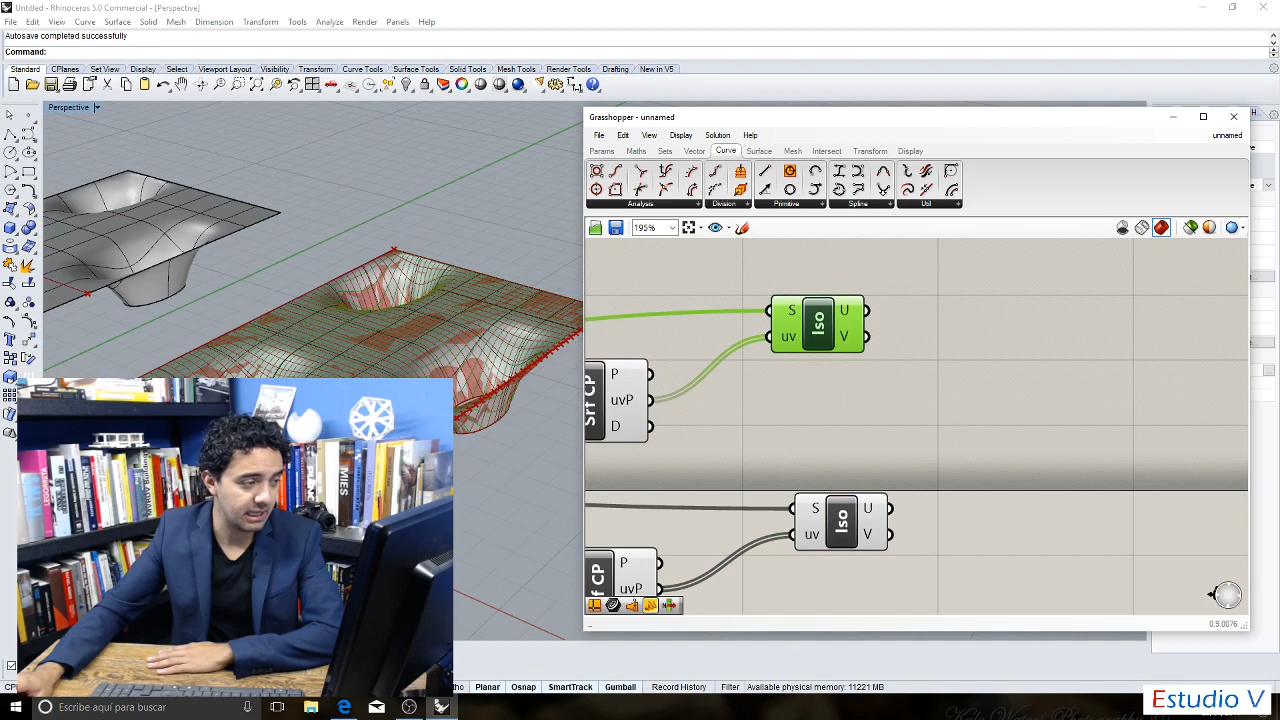 Untitled - Rhinoceros 5.0 Commercial - [Perspective]
File Edit View Curve Surface Solid Mesh Dimension Transform Tools Analyze Render Panels Help
Autosave completed successfully
Command:
Standard CPlanes Set View Display Select Viewport Layout Visibility Transform Curve Tools Surface Tools Solid Tools Mesh Tools Render Tools Drafting New in V5
Perspective
Grasshopper - unnamed
File Edit View Display Solution Help unnamed
Params Maths Sets Vector Curve Surface Mesh Intersect Transform Display
Analysis Division Primitive Spline Util
195%
S U
Iso
uv V
P
Srf CP
uvP
D
S U
Iso
uv V
P
f CP
uvP
0.9.0076
LEGORRETA
MIES
Planar Osnap SmartTrack Gumball Record History Filter Available physical memory: 11221 MB
Escribe aquí para buscar
Estudio V